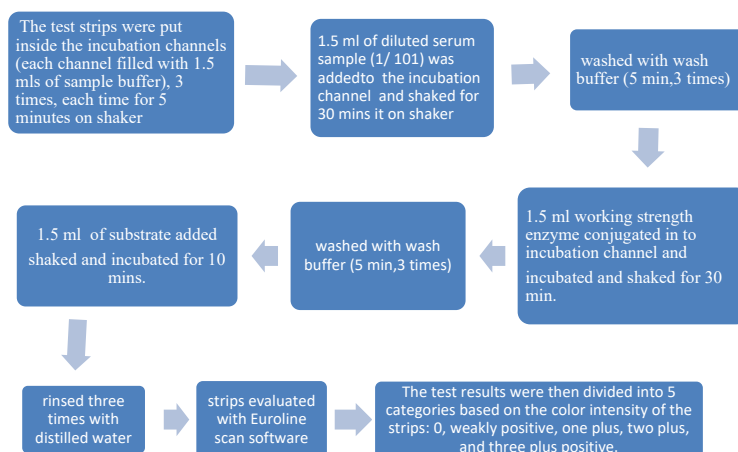 The test strips were put
inside the incubation channels
(each channel filled with 1.5
mls of sample buffer), 3
times, each time for 5
minutes on shaker
1.5 ml of diluted serum
sample (1/ 101) was
addedto the incubation
channel and shaked for
30 mins it on shaker
washed with wash
buffer (5 min,3 times)
1.5 ml working strength
enzyme conjugated in to
incubation channel and
incubated and shaked for 30
min.
washed with wash
buffer (5 min,3 times)
1.5 ml of substrate added
shaked and incubated for 10
mins.
rinsed three
times with
distilled water
strips evaluated
with Euroline
scan software
The test results were then divided into 5
categories based on the color intensity of the
strips: 0, weakly positive, one plus, two plus,
and three plus positive.